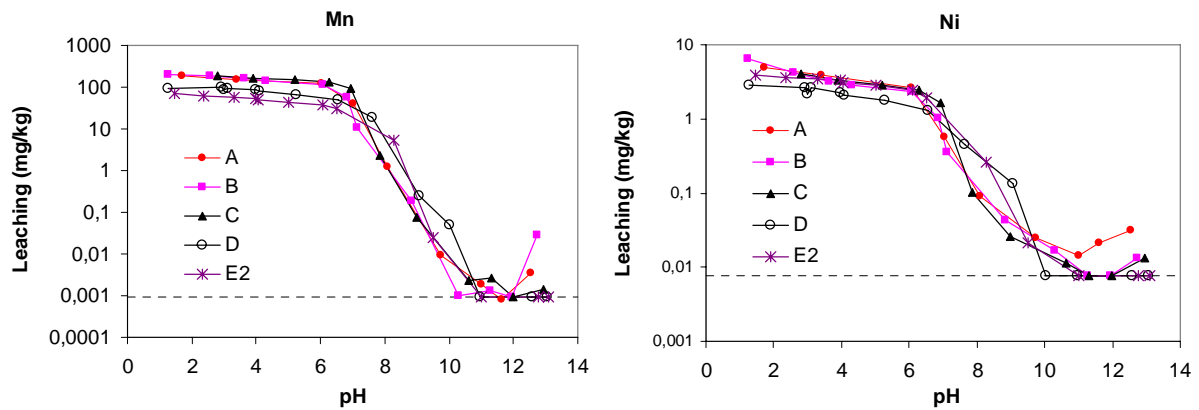 Mn
1000
100
10
1
0,1
0,01
0,001
0,0001
Leaching (mg/kg)
A
B
C
D
E2
0 2 4 6 8 10 12 14
pH
Ni
10
1
0,1
0,01
0,001
Leaching (mg/kg)
A
B
C
D
E2
0 2 4 6 8 10 12 14
pH